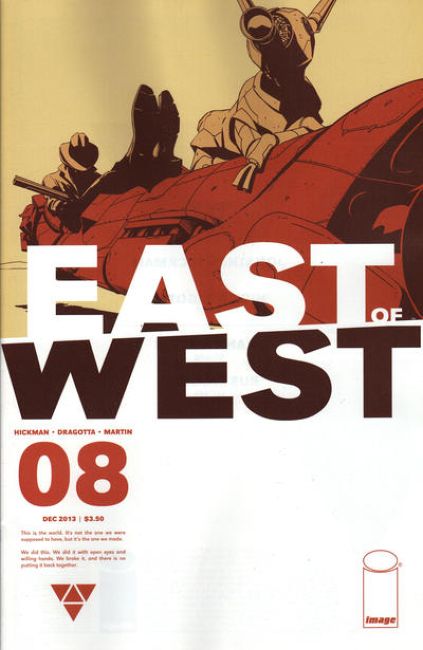 EAST
OF
WEST
HICKMAN • DRAGOTTA • MARTIN
08
DEC 2013 | $3.50
This is the world. It's not the one we were
supposed to have, but it's the one we made.
We did this. We did it with open eyes and
willing hands. We broke it, and there is no
putting it back together.
image
®